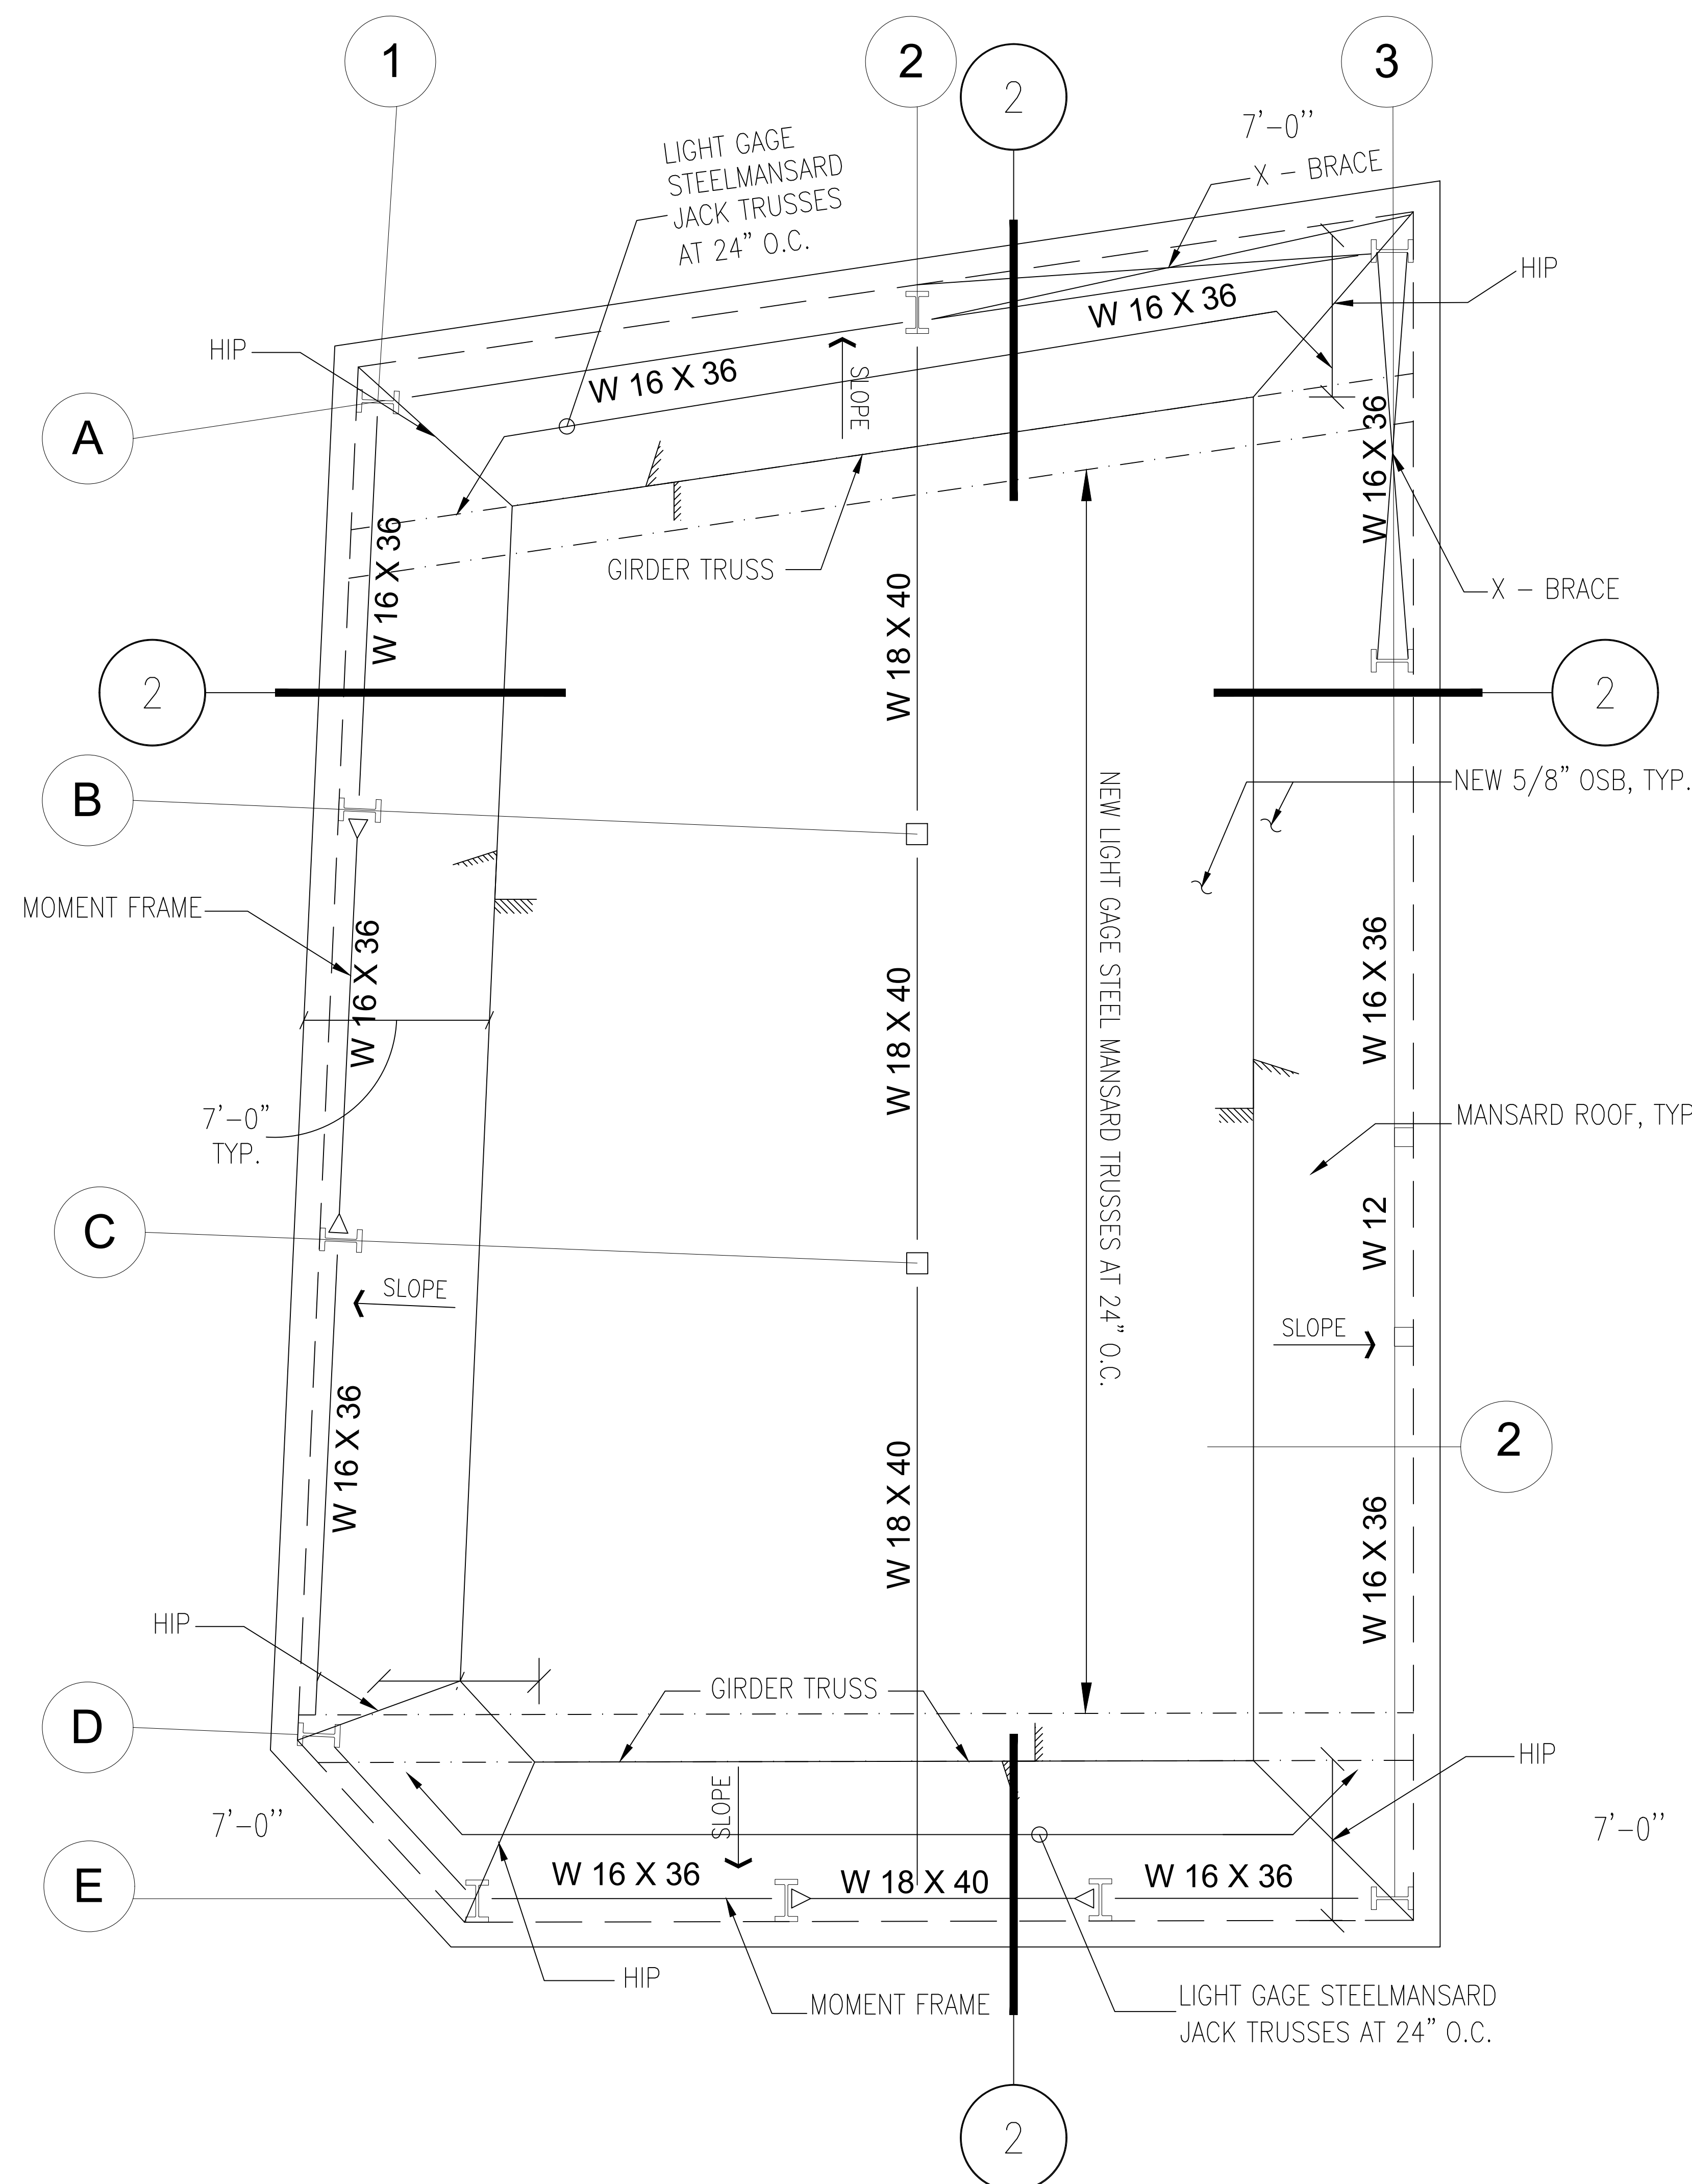 1
2
3
2
7'-0''
LIGHT GAGE
STEELMANSARD
JACK TRUSSES
AT 24" O.C.
X - BRACE
HIP
HIP
W 16 X 36
W 16 X 36
SLOPE
A
W 16 X 36
W 16 X 36
GIRDER TRUSS
X - BRACE
W 18 X 40
2
2
B
NEW 5/8" OSB, TYP.
NEW LIGHT GAGE STEEL MANSARD TRUSSES AT 24" O.C.
MOMENT FRAME
W 16 X 36
W 18 X 40
W 16 X 36
7'-0"
TYP.
MANSARD ROOF, TYP
C
W 12
SLOPE
SLOPE
W 16 X 36
W 18 X 40
2
W 16 X 36
HIP
GIRDER TRUSS
D
HIP
SLOPE
7'-0''
7'-0''
E
W 16 X 36
W 18 X 40
W 16 X 36
HIP
MOMENT FRAME
LIGHT GAGE STEELMANSARD
JACK TRUSSES AT 24" O.C.
2